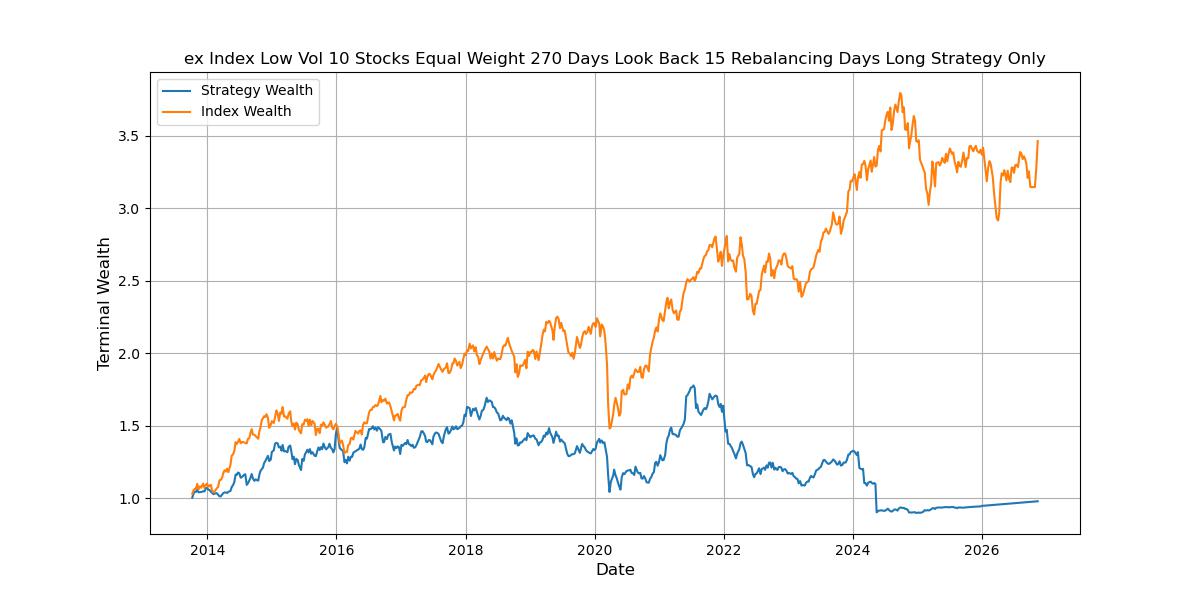 ex Index Low Vol 10 Stocks Equal Weight 270 Days Look Back 15 Rebalancing Days Long Strategy Only
Strategy Wealth
Index Wealth
3.5
3.0
2.5
2.0
1.5
1.0
Terminal Wealth
2014 2016 2018 2020 2022 2024 2026
Date